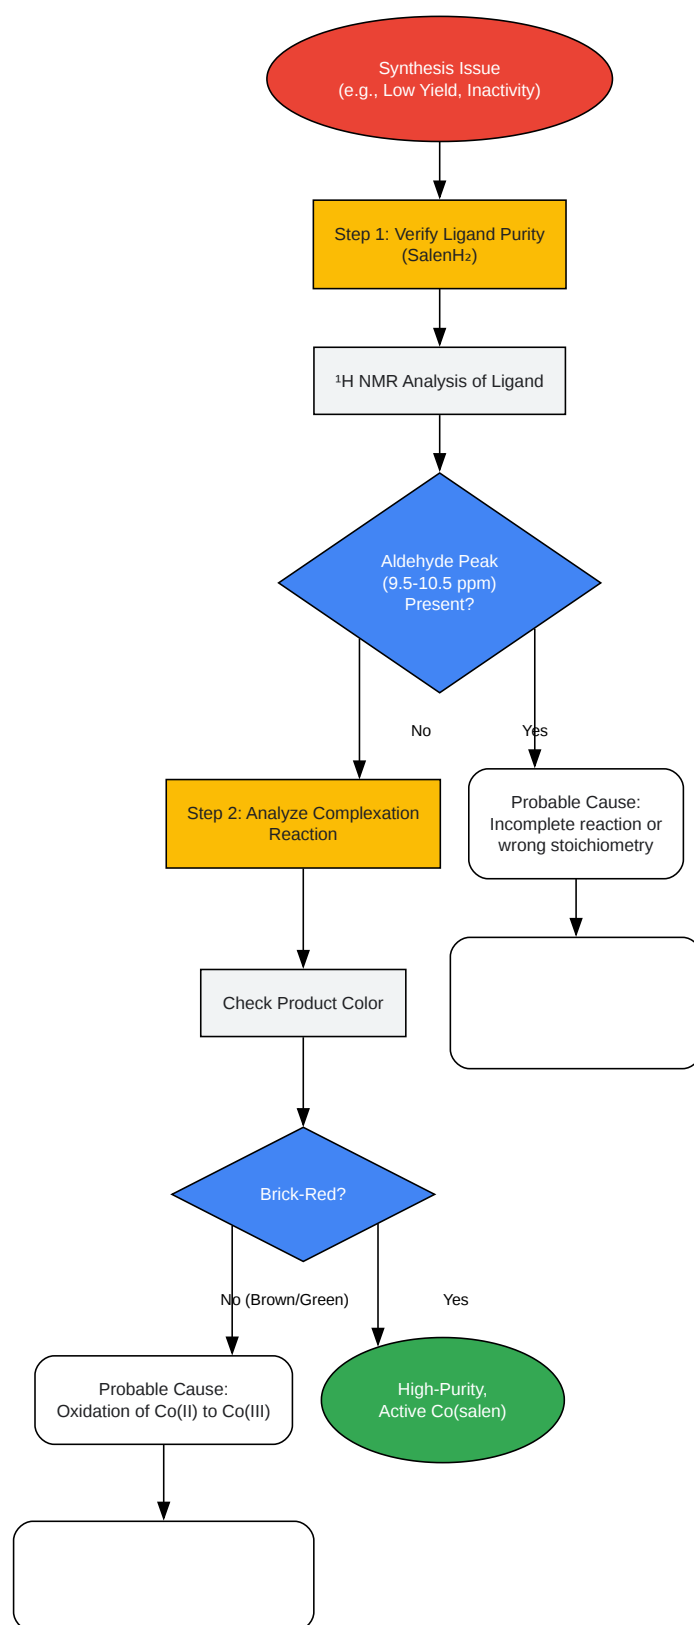 Synthesis Issue
(e.g., Low Yield, Inactivity)
Step 1: Verify Ligand Purity
(SalenH₂)
¹H NMR Analysis of Ligand
Aldehyde Peak
(9.5-10.5 ppm)
Present?
No
Yes
Step 2: Analyze Complexation
Reaction
Probable Cause:
Incomplete reaction or
wrong stoichiometry
Check Product Color
Brick-Red?
No (Brown/Green)
Yes
Probable Cause:
Oxidation of Co(II) to Co(III)
High-Purity,
Active Co(salen)